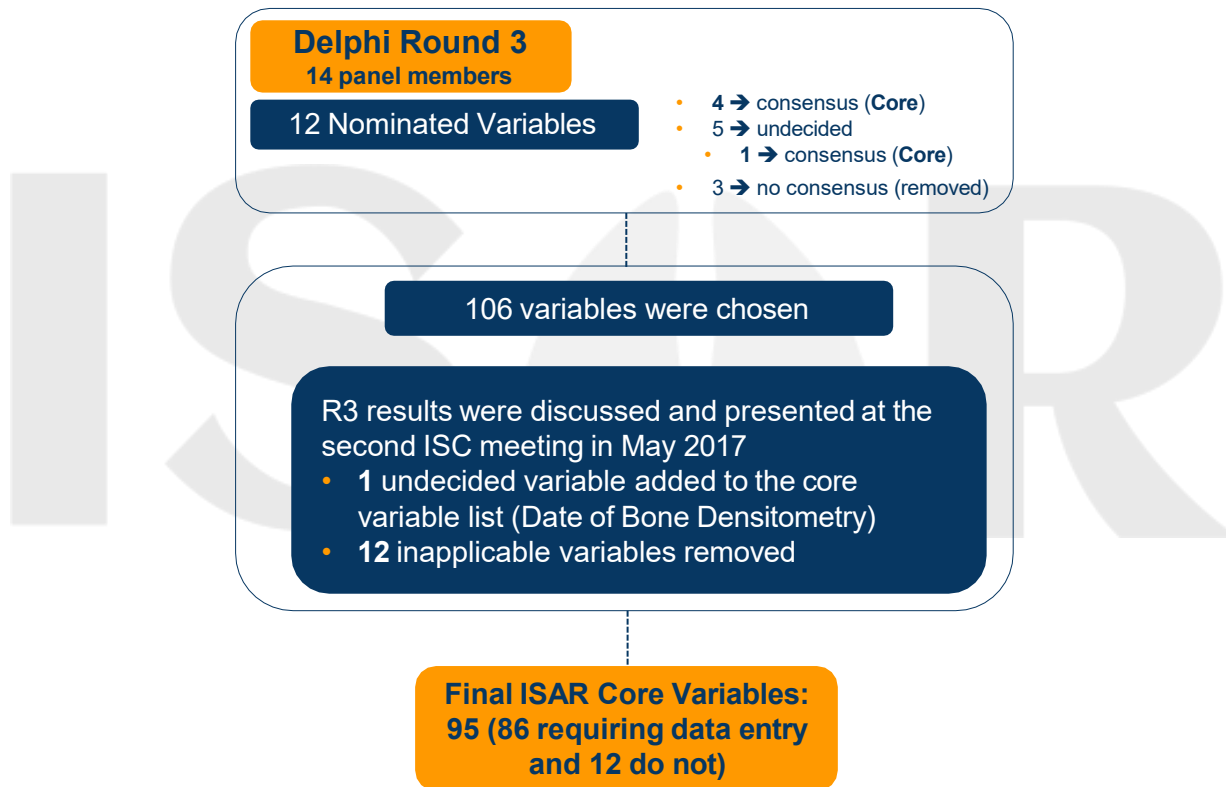 Delphi Round 3
14 panel members
12 Nominated Variables
• 4 ➔ consensus (Core)
• 5 ➔ undecided
• 1 ➔ consensus (Core)
• 3 ➔ no consensus (removed)
ISAR
106 variables were chosen
R3 results were discussed and presented at the
second ISC meeting in May 2017
• 1 undecided variable added to the core
variable list (Date of Bone Densitometry)
• 12 inapplicable variables removed
Final ISAR Core Variables:
95 (86 requiring data entry
and 12 do not)